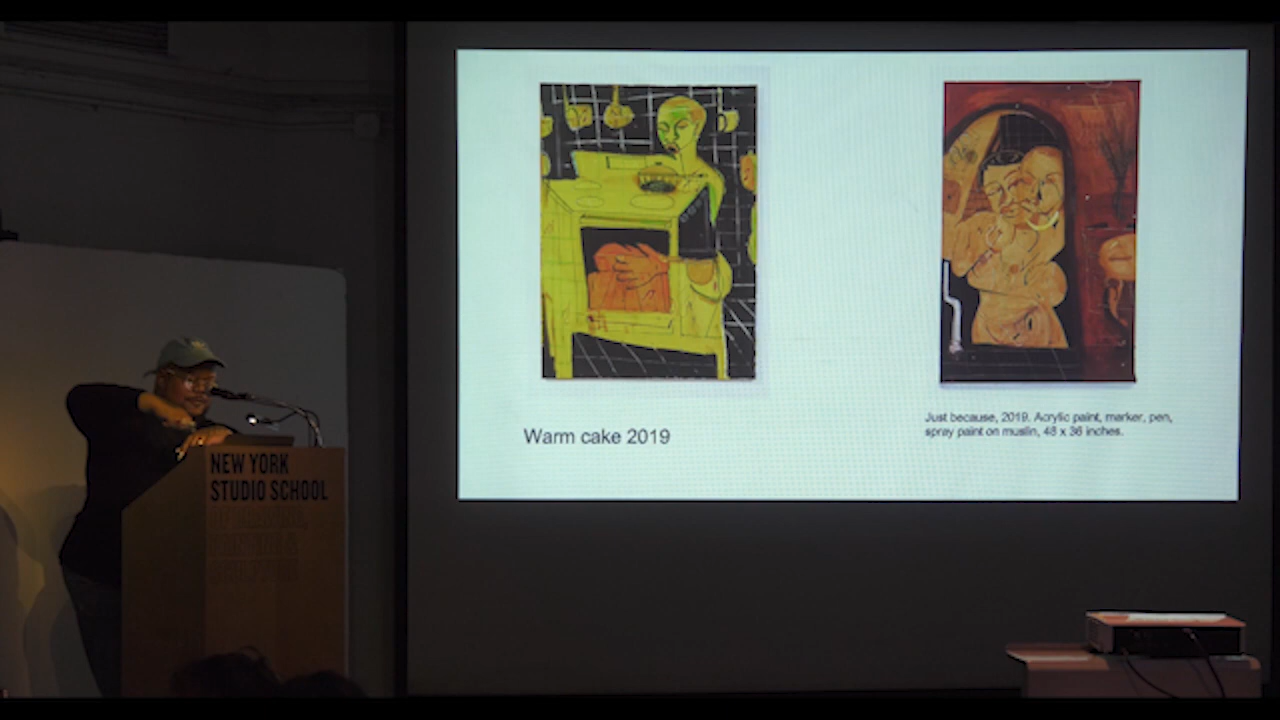 Warm cake 2019
Just because, 2019. Acrylic paint, marker, pen,
spray paint on muslin, 48 x 36 inches.
NEW YORK
STUDIO SCHOOL